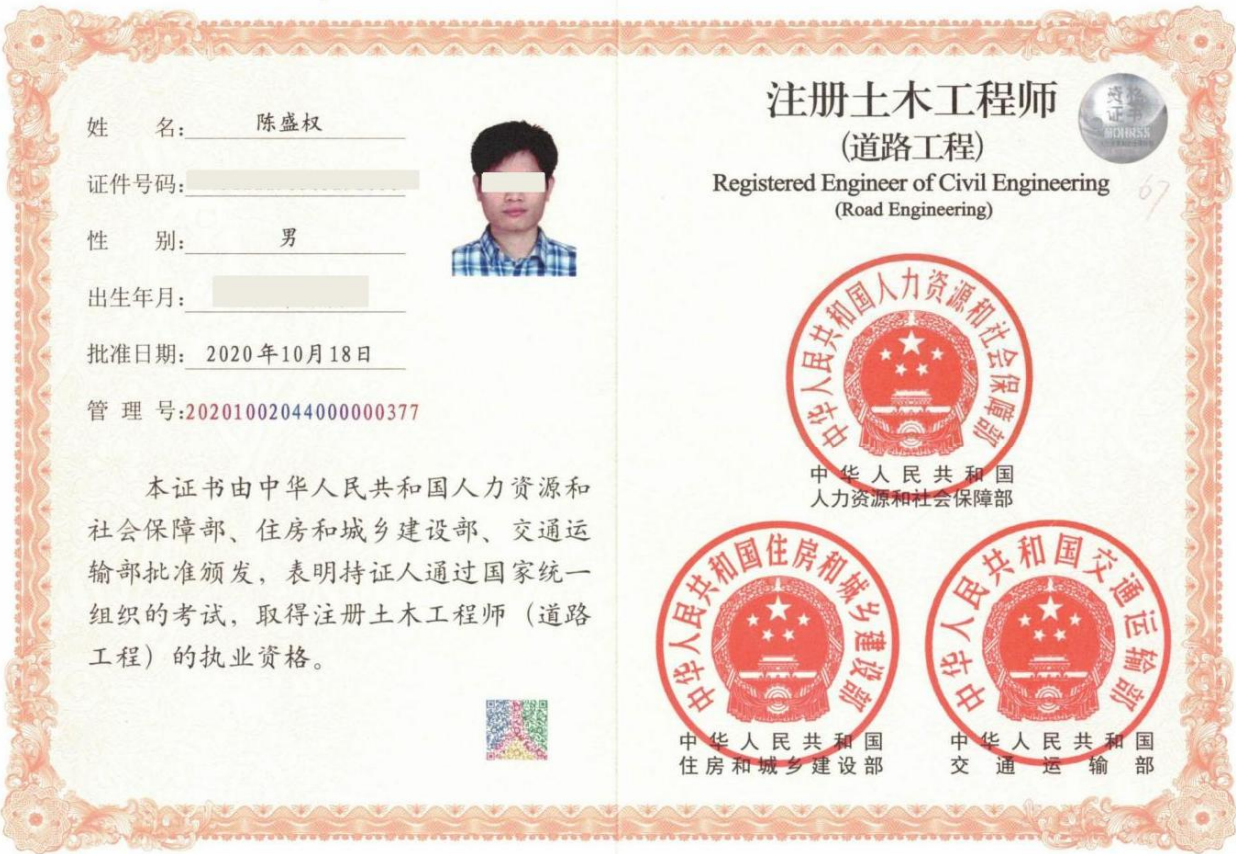 姓 名: 陈盛权
证件号码:
性 别: 男
出生年月:
批准日期: 2020年10月18日
管 理 号:20201002044000000377
本证书由中华人民共和国人力资源和
社会保障部、住房和城乡建设部、交通运
输部批准颁发，表明持证人通过国家统一
组织的考试，取得注册土木工程师（道路
工程）的执业资格。
注册土木工程师
(道路工程)
Registered Engineer of Civil Engineering
(Road Engineering)
资格
证书
MOHRSS
67
中华人民共和国人力资源和社会保障部
中华人民共和国
人力资源和社会保障部
中华人民共和国住房和城乡建设部
中华人民共和国
住房和城乡建设部
中华人民共和国交通运输部
中华人民共和国
交通运输部